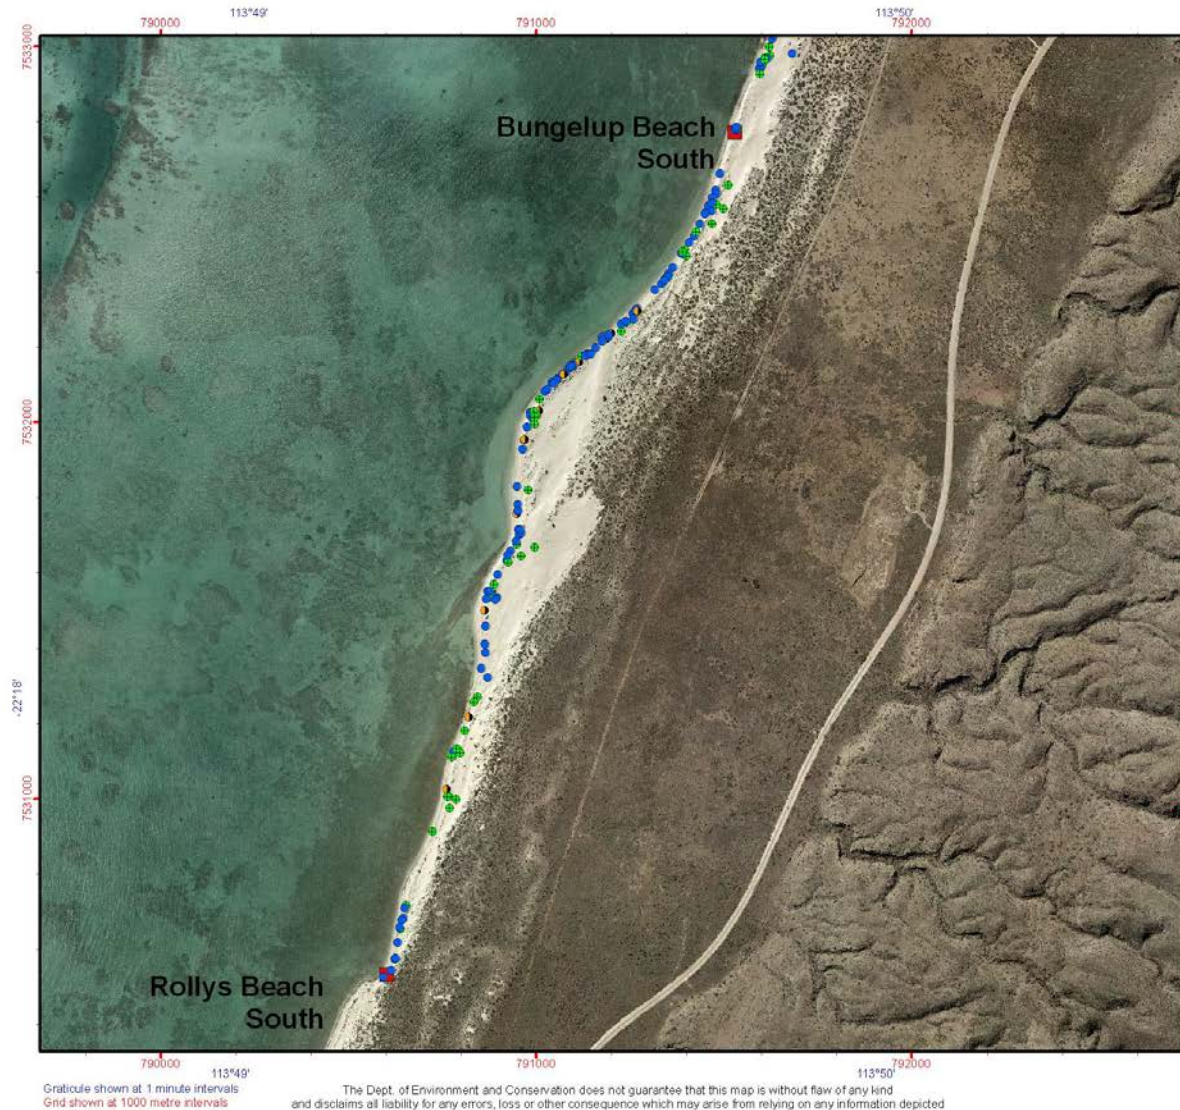 113°49'
113°50'
790000
791000
792000
7533000
Bungelup Beach
South
7532000
-22°18'
7531000
Rollys Beach
South
790000
791000
792000
113°49'
113°50'
Graticule shown at 1 minute intervals
Grid shown at 1000 metre intervals
The Dept. of Environment and Conservation does not guarantee that this map is without flaw of any kind
and disclaims all liability for any errors, loss or other consequence which may arise from relying on any information depicted